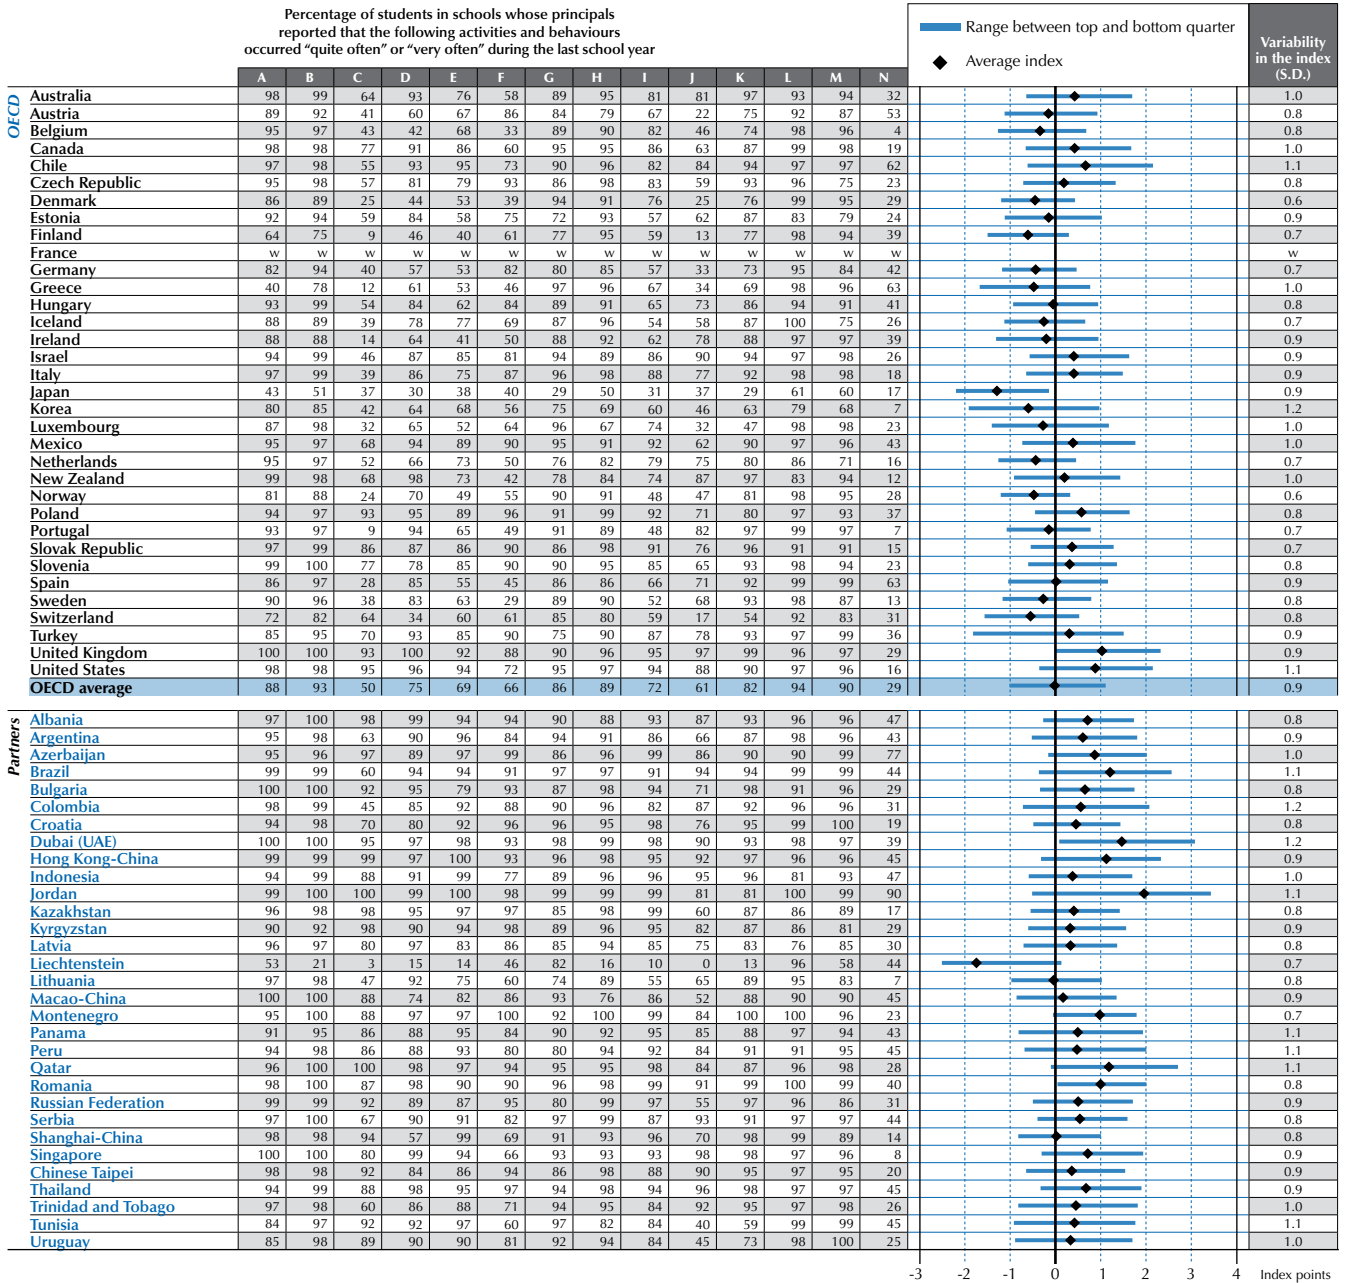 Percentage of students in schools whose principals
reported that the following activities and behaviours
occurred “quite often” or “very often” during the last school year
Range between top and bottom quarter
Average index
Variability
in the index
(S.D.)
A B C D E F G H I J K L M N
OECD
Australia 98 99 64 93 76 58 89 95 81 81 97 93 94 32 1.0
Austria 89 92 41 60 67 86 84 79 67 22 75 92 87 53 0.8
Belgium 95 97 43 42 68 33 89 90 82 46 74 98 96 4 0.8
Canada 98 98 77 91 86 60 95 95 86 63 87 99 98 19 1.0
Chile 97 98 55 93 95 73 90 96 82 84 94 97 97 62 1.1
Czech Republic 95 98 57 81 79 93 86 98 83 59 93 96 75 23 0.8
Denmark 86 89 25 44 53 39 94 91 76 25 76 99 95 29 0.6
Estonia 92 94 59 84 58 75 72 93 57 62 87 83 79 24 0.9
Finland 64 75 9 46 40 61 77 95 59 13 77 98 94 39 0.7
France w w w w w w w w w w w w w w w
Germany 82 94 40 57 53 82 80 85 57 33 73 95 84 42 0.7
Greece 40 78 12 61 53 46 97 96 67 34 69 98 96 63 1.0
Hungary 93 99 54 84 62 84 89 91 65 73 86 94 91 41 0.8
Iceland 88 89 39 78 77 69 87 96 54 58 87 100 75 26 0.7
Ireland 88 88 14 64 41 50 88 92 62 78 88 97 97 39 0.9
Israel 94 99 46 87 85 81 94 89 86 90 94 97 98 26 0.9
Italy 97 99 39 86 75 87 96 98 88 77 92 98 98 18 0.9
Japan 43 51 37 30 38 40 29 50 31 37 29 61 60 17 0.9
Korea 80 85 42 64 68 56 75 69 60 46 63 79 68 7 1.2
Luxembourg 87 98 32 65 52 64 96 67 74 32 47 98 98 23 1.0
Mexico 95 97 68 94 89 90 95 91 92 62 90 97 96 43 1.0
Netherlands 95 97 52 66 73 50 76 82 79 75 80 86 71 16 0.7
New Zealand 99 98 68 98 73 42 78 84 74 87 97 83 94 12 1.0
Norway 81 88 24 70 49 55 90 91 48 47 81 98 95 28 0.6
Poland 94 97 93 95 89 96 91 99 92 71 80 97 93 37 0.8
Portugal 93 97 9 94 65 49 91 89 48 82 97 99 97 7 0.7
Slovak Republic 97 99 86 87 86 90 86 98 91 76 96 91 91 15 0.7
Slovenia 99 100 77 78 85 90 90 95 85 65 93 98 94 23 0.8
Spain 86 97 28 85 55 45 86 86 66 71 92 99 99 63 0.9
Sweden 90 96 38 83 63 29 89 90 52 68 93 98 87 13 0.8
Switzerland 72 82 64 34 60 61 85 80 59 17 54 92 83 31 0.8
Turkey 85 95 70 93 85 90 75 90 87 78 93 97 99 36 0.9
United Kingdom 100 100 93 100 92 88 90 96 95 97 99 96 97 29 0.9
United States 98 98 95 96 94 72 95 97 94 88 90 97 96 16 1.1
OECD average 88 93 50 75 69 66 86 89 72 61 82 94 90 29 0.9
Partners
Albania 97 100 98 99 94 94 90 88 93 87 93 96 96 47 0.8
Argentina 95 98 63 90 96 84 94 91 86 66 87 98 96 43 0.9
Azerbaijan 95 96 97 89 97 99 86 96 99 86 90 90 99 77 1.0
Brazil 99 99 60 94 94 91 97 97 91 94 94 99 99 44 1.1
Bulgaria 100 100 92 95 79 93 87 98 94 71 98 91 96 29 0.8
Colombia 98 99 45 85 92 88 90 96 82 87 92 96 96 31 1.2
Croatia 94 98 70 80 92 96 96 95 98 76 95 99 100 19 0.8
Dubai (UAE) 100 100 95 97 98 93 98 99 98 90 93 98 97 39 1.2
Hong Kong-China 99 99 99 97 100 93 96 98 95 92 97 96 96 45 0.9
Indonesia 94 99 88 91 99 77 89 96 96 95 96 81 93 47 1.0
Jordan 99 100 100 99 100 98 99 99 99 81 81 100 99 90 1.1
Kazakhstan 96 98 98 95 97 97 85 98 99 60 87 86 89 17 0.8
Kyrgyzstan 90 92 98 90 94 98 89 96 95 82 87 86 81 29 0.9
Latvia 96 97 80 97 83 86 85 94 85 75 83 76 85 30 0.8
Liechtenstein 53 21 3 15 14 46 82 16 10 0 13 96 58 44 0.7
Lithuania 97 98 47 92 75 60 74 89 55 65 89 95 83 7 0.8
Macao-China 100 100 88 74 82 86 93 76 86 52 88 90 90 45 0.9
Montenegro 95 100 88 97 97 100 92 100 99 84 100 100 96 23 0.7
Panama 91 95 86 88 95 84 90 92 95 85 88 97 94 43 1.1
Peru 94 98 86 88 93 80 80 94 92 84 91 91 95 45 1.1
Qatar 96 100 100 98 97 94 95 95 98 84 87 96 98 28 1.1
Romania 98 100 87 98 90 90 96 98 99 91 99 100 99 40 0.8
Russian Federation 99 99 92 89 87 95 80 99 97 55 97 96 86 31 0.9
Serbia 97 100 67 90 91 82 97 99 87 93 91 97 97 44 0.8
Shanghai-China 98 98 94 57 99 69 91 93 96 70 98 99 89 14 0.8
Singapore 100 100 80 99 94 66 93 93 93 98 98 97 96 8 0.9
Chinese Taipei 98 98 92 84 86 94 86 98 88 90 95 97 95 20 0.9
Thailand 94 99 88 98 95 97 94 98 94 96 98 97 97 45 0.9
Trinidad and Tobago 97 98 60 86 88 71 94 95 84 92 95 97 98 26 1.0
Tunisia 84 97 92 92 97 60 97 82 84 40 59 99 99 45 1.1
Uruguay 85 98 89 90 90 81 92 94 84 45 73 98 100 25 1.0
-3 -2 -1 0 1 2 3 4 Index points